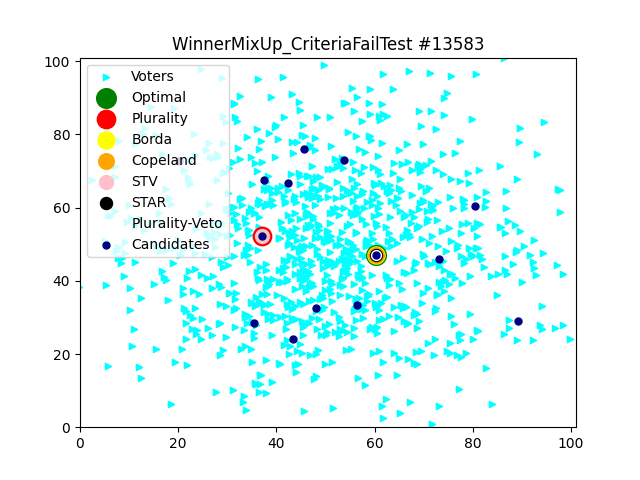 WinnerMixUp_CriteriaFailTest #13583
100
80
60
40
20
0
0
20
40
60
80
100
Voters
Optimal
Plurality
Borda
Copeland
STV
STAR
Plurality-Veto
Candidates